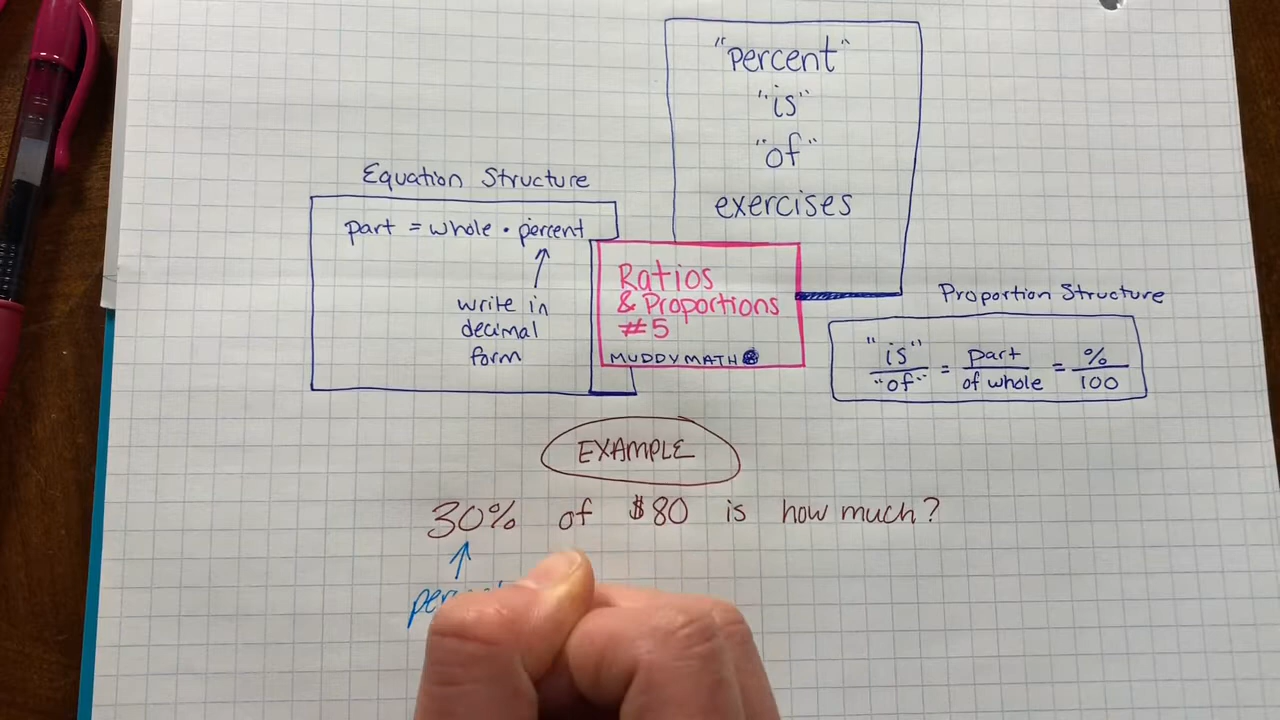 "percent"
"is"
"of"
exercises
Equation Structure
part = whole • percent
write in
decimal
form
Ratios
& Proportions
#5
MUDDYMATH
Proportion Structure
"is" / "of" = part / of whole = % / 100
EXAMPLE
30% of $80 is how much?